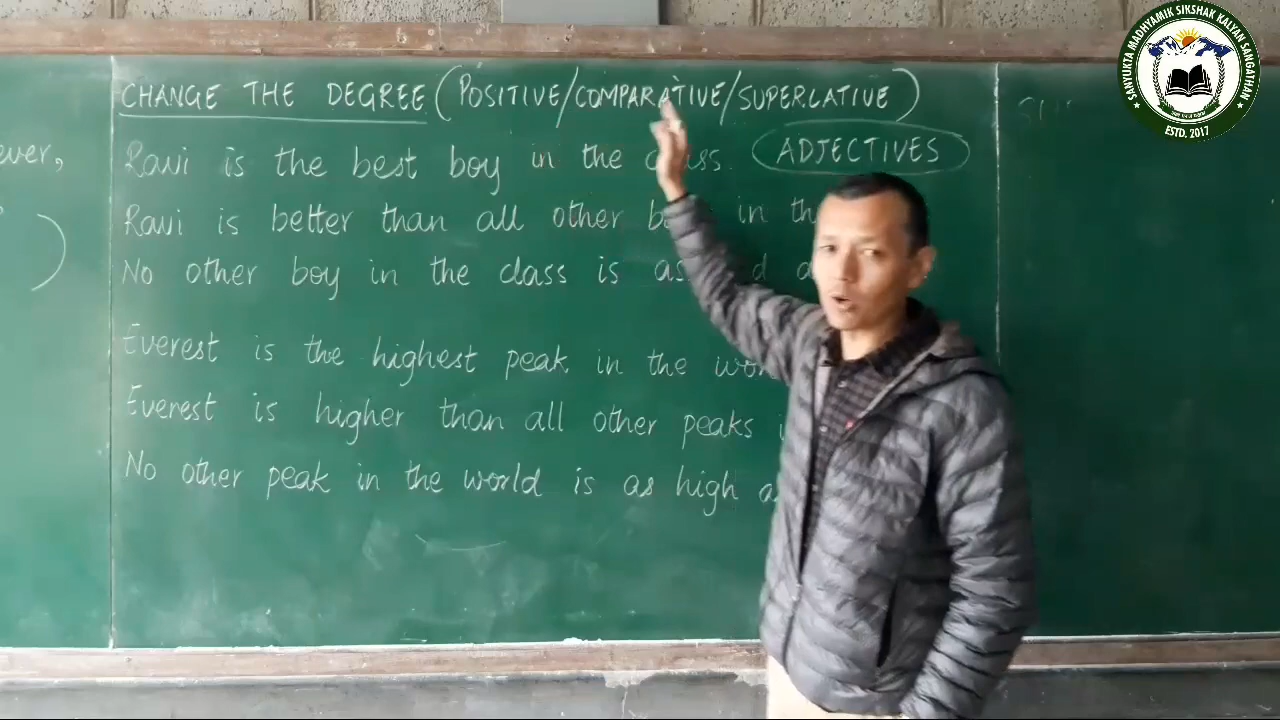 CHANGE THE DEGREE (POSITIVE/COMPARATIVE/SUPERLATIVE)
ever,
Ravi is the best boy in the class. ADJECTIVES
Ravi is better than all other in
No other boy in the class is as
Everest is the highest peak in the
Everest is higher than all other peaks
No other peak in the world is as high
SANYUKTA MADHYAMIK SIKSHAK KALYAN SANGATHAN
ESTD. 2017